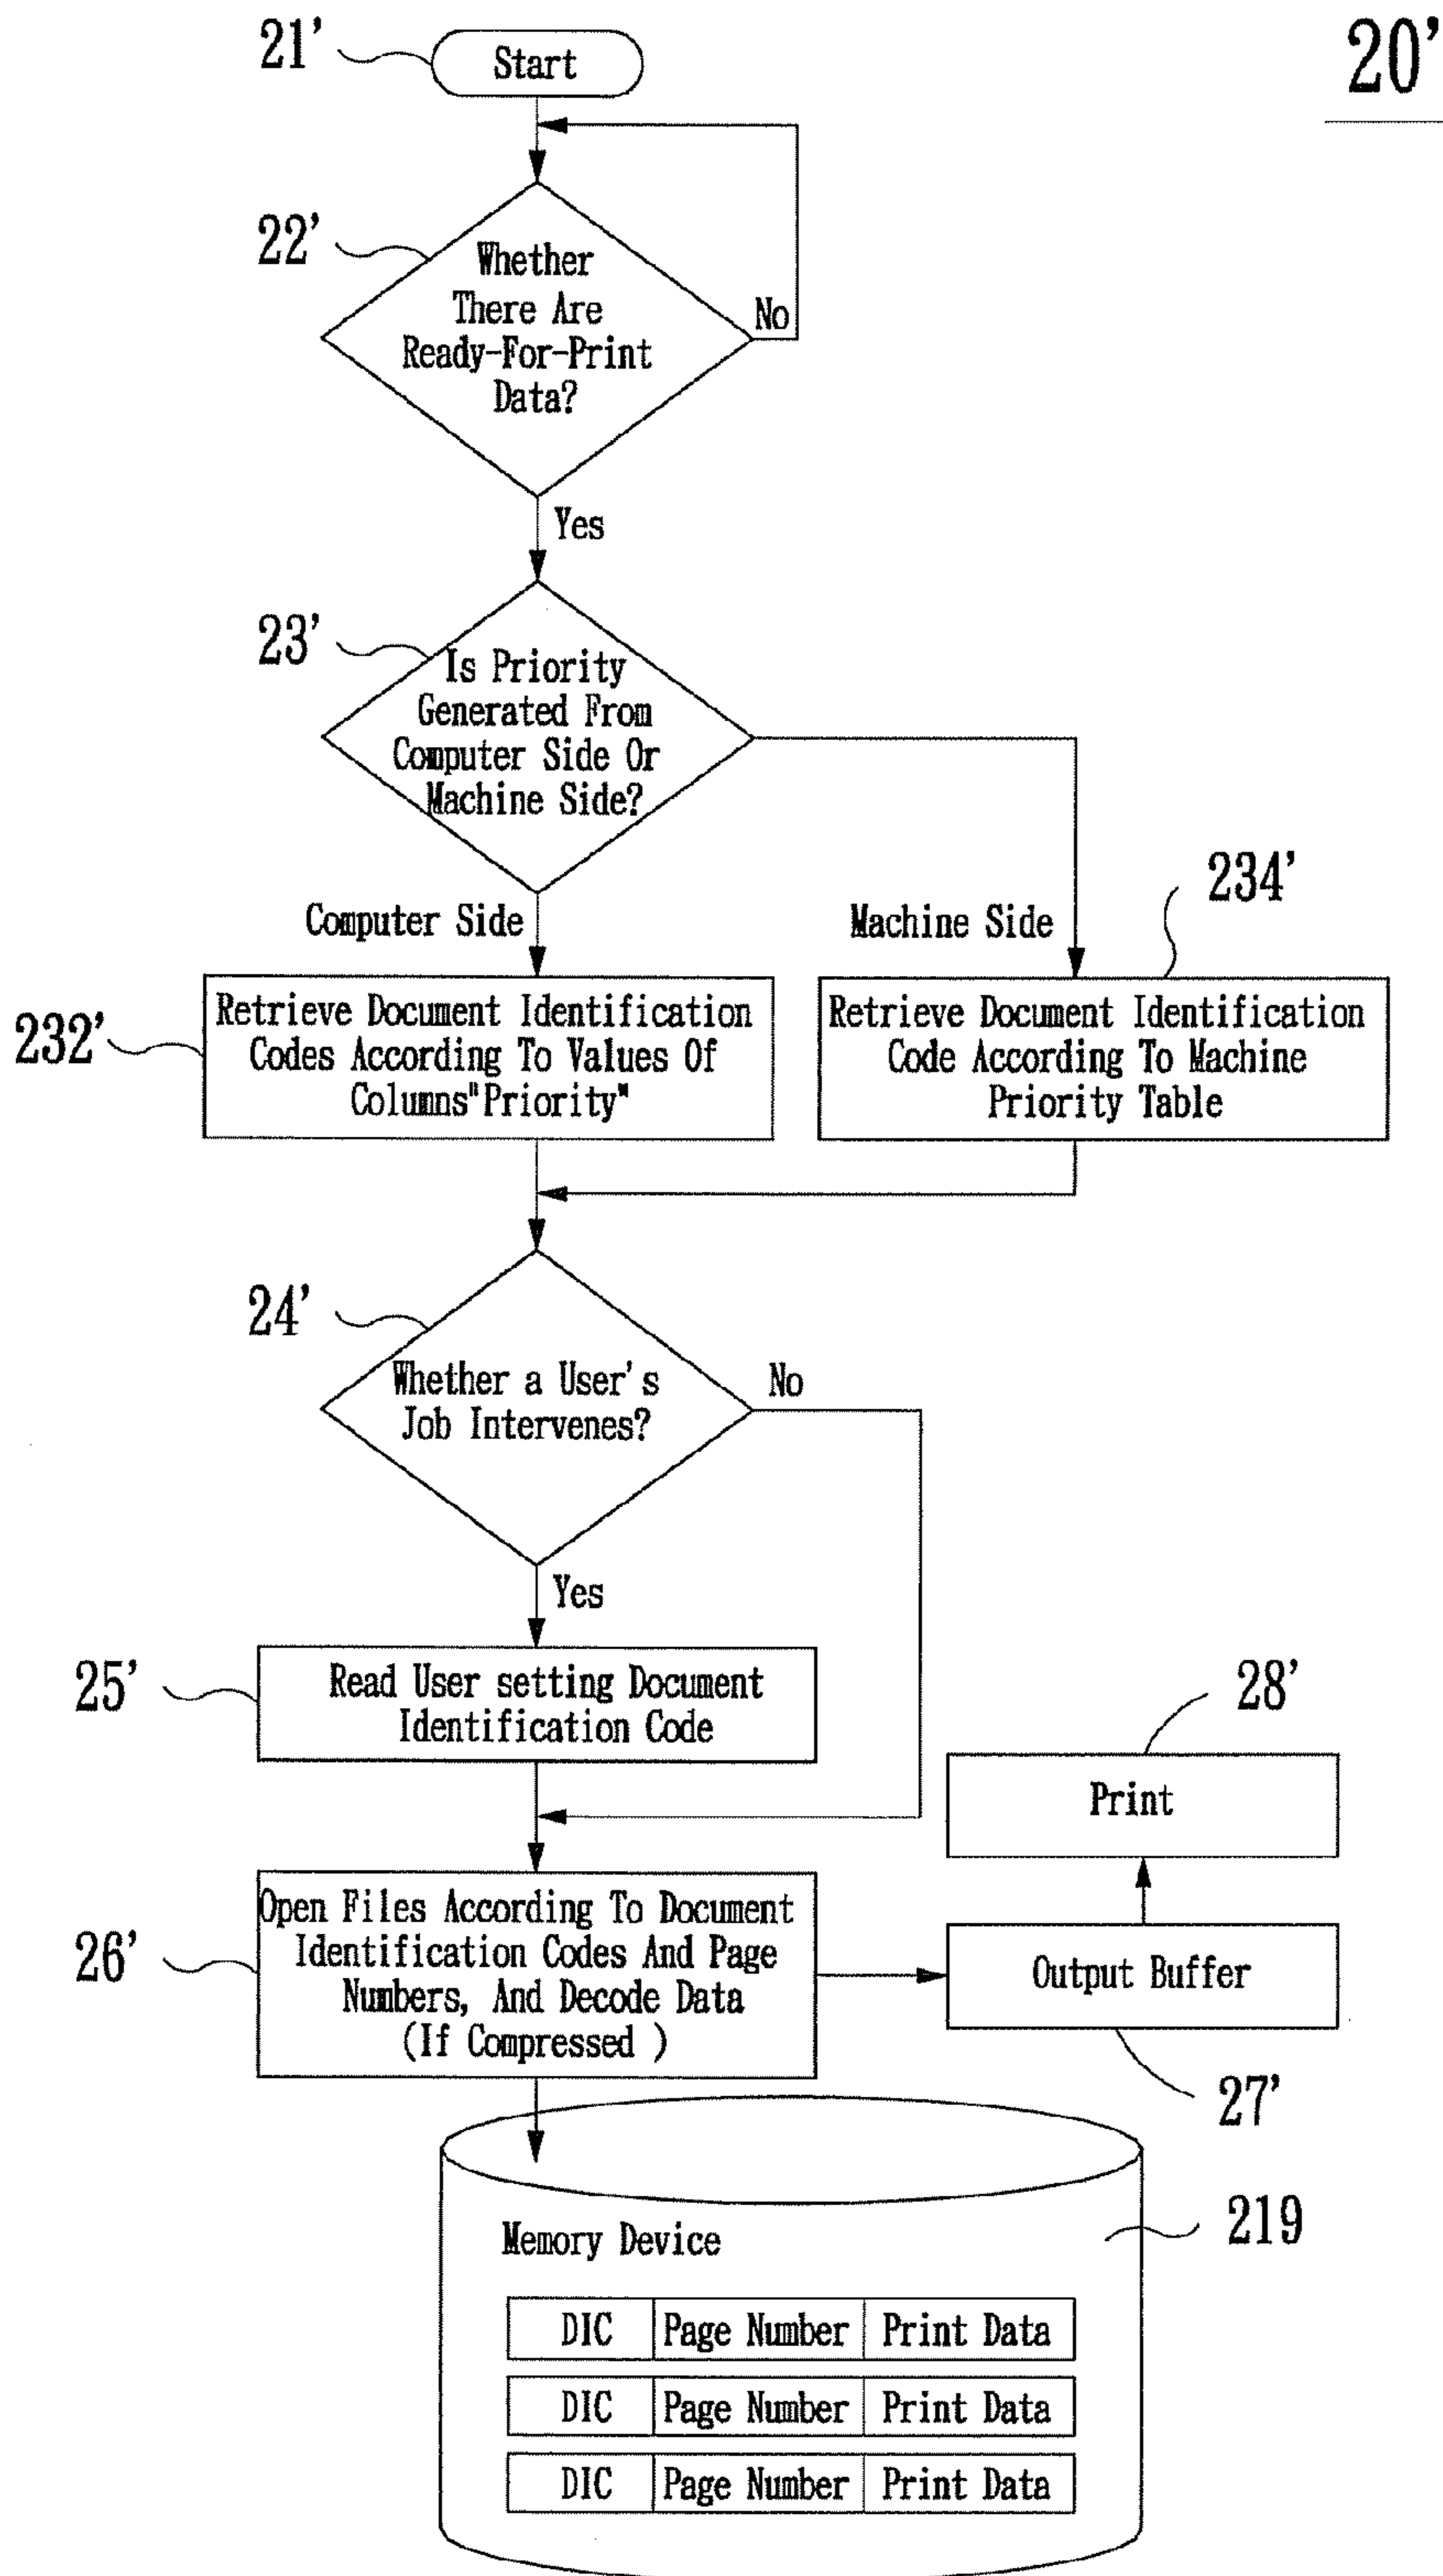 20'
21'
Start
22'
Whether
There Are
Ready-For-Print
Data?
No
Yes
23'
Is Priority
Generated From
Computer Side Or
Machine Side?
Computer Side
Machine Side
234'
232'
Retrieve Document Identification
Codes According To Values Of
Columns"Priority"
Retrieve Document Identification
Code According To Machine
Priority Table
24'
Whether a User's
Job Intervenes?
No
Yes
25'
Read User setting Document
Identification Code
28'
Print
26'
Open Files According To Document
Identification Codes And Page
Numbers, And Decode Data
(If Compressed )
Output Buffer
27'
219
Memory Device
DIC Page Number Print Data
DIC Page Number Print Data
DIC Page Number Print Data